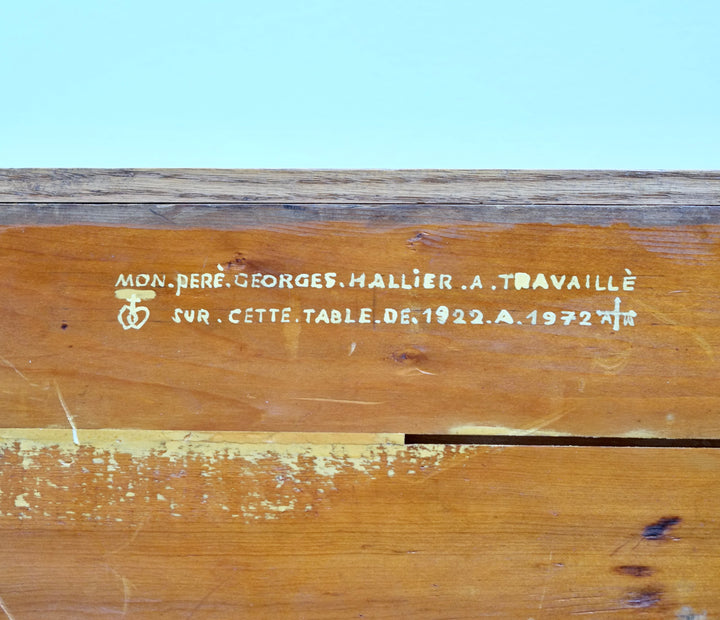 MON.PERÈ.GEORGES.HALLiER.A.TRAVAILLÈ
SUR.CETTE.TABLE.DE.1922.A.1972